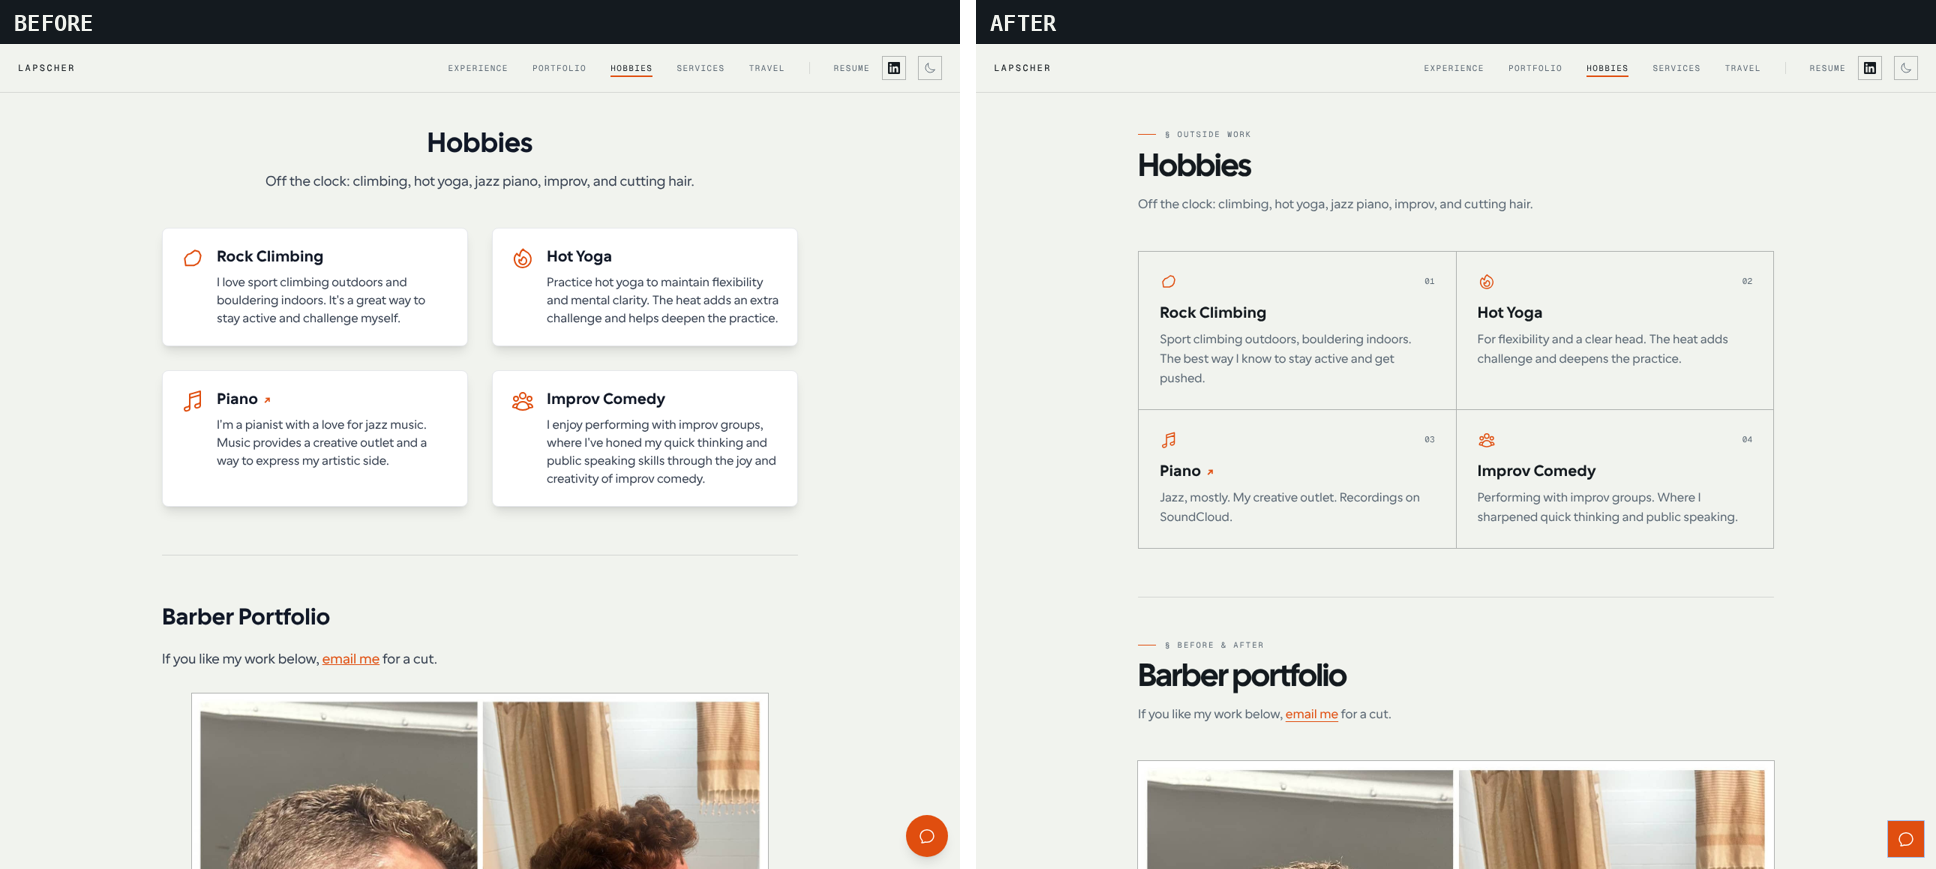 BEFORE
LAPSCHER
EXPERIENCE PORTFOLIO HOBBIES SERVICES TRAVEL RESUME
Hobbies
Off the clock: climbing, hot yoga, jazz piano, improv, and cutting hair.
Rock Climbing
I love sport climbing outdoors and
bouldering indoors. It's a great way to
stay active and challenge myself.
Hot Yoga
Practice hot yoga to maintain flexibility
and mental clarity. The heat adds an extra
challenge and helps deepen the practice.
Piano
I'm a pianist with a love for jazz music.
Music provides a creative outlet and a
way to express my artistic side.
Improv Comedy
I enjoy performing with improv groups,
where I've honed my quick thinking and
public speaking skills through the joy and
creativity of improv comedy.
Barber Portfolio
If you like my work below, email me for a cut.
AFTER
LAPSCHER
EXPERIENCE PORTFOLIO HOBBIES SERVICES TRAVEL RESUME
§ OUTSIDE WORK
Hobbies
Off the clock: climbing, hot yoga, jazz piano, improv, and cutting hair.
01
Rock Climbing
Sport climbing outdoors, bouldering indoors.
The best way I know to stay active and get
pushed.
02
Hot Yoga
For flexibility and a clear head. The heat adds
challenge and deepens the practice.
03
Piano
Jazz, mostly. My creative outlet. Recordings on
SoundCloud.
04
Improv Comedy
Performing with improv groups. Where I
sharpened quick thinking and public speaking.
§ BEFORE & AFTER
Barber portfolio
If you like my work below, email me for a cut.